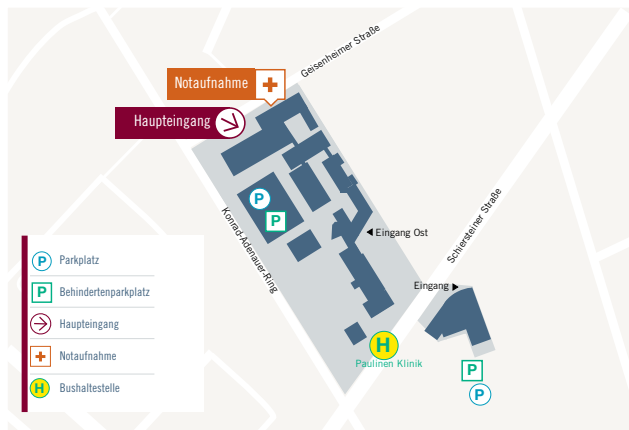 Geisenheimer Straße
Notaufnahme
Haupteingang
P
P
Konrad-Adenauer-Ring
Eingang Ost
Schiersteiner Straße
Eingang
H
Paulinen Klinik
P
P
P Parkplatz
P Behindertenparkplatz
Haupteingang
Notaufnahme
H Bushaltestelle